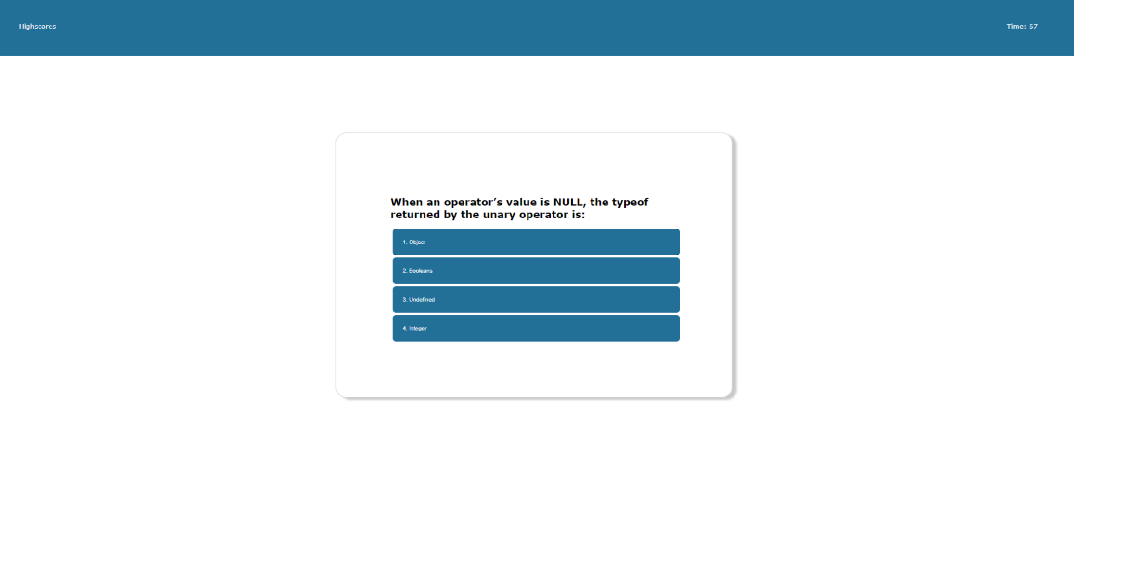 Highscores
Time: 57
When an operator’s value is NULL, the typeof
returned by the unary operator is:
1. Object
2. Booleans
3. Undefined
4. Integer